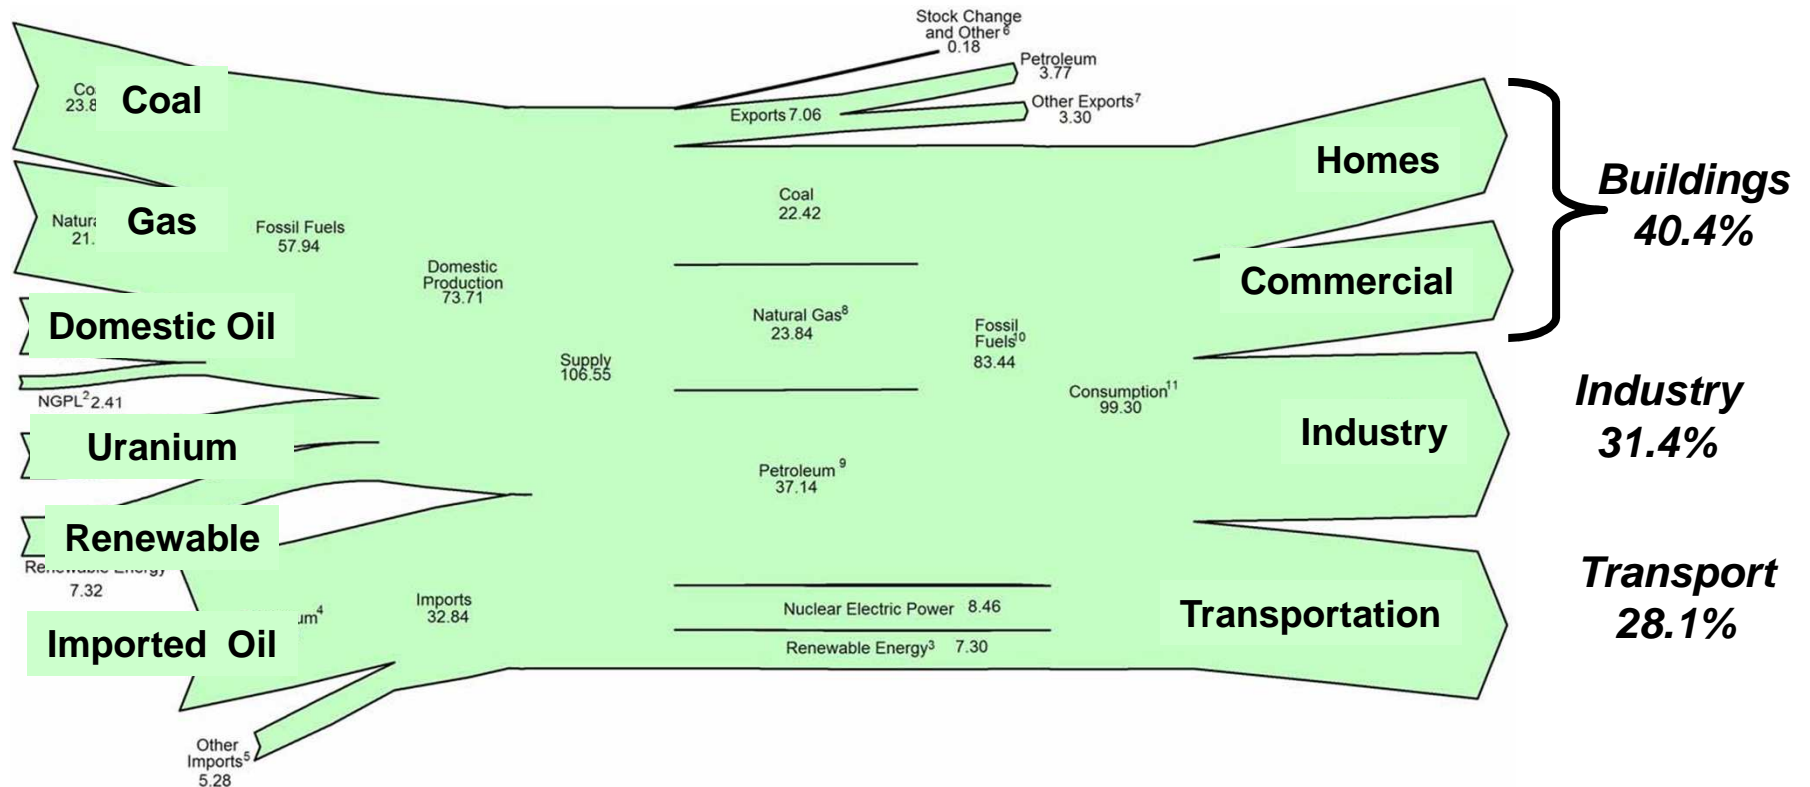 Stock Change
and Other⁶
0.18
Petroleum
3.77
Other Exports⁷
3.30
Exports 7.06
Coal
Gas
Domestic Oil
NGPL² 2.41
Uranium
Renewable
Renewable Energy
7.32
Imported Oil
Other
Imports⁵
5.28
Fossil Fuels
57.94
Domestic
Production
73.71
Imports
32.84
Supply
106.55
Coal
22.42
Natural Gas⁸
23.84
Petroleum ⁹
37.14
Nuclear Electric Power 8.46
Renewable Energy³ 7.30
Fossil
Fuels¹⁰
83.44
Consumption¹¹
99.30
Homes
Commercial
Industry
Transportation
Buildings
40.4%
Industry
31.4%
Transport
28.1%